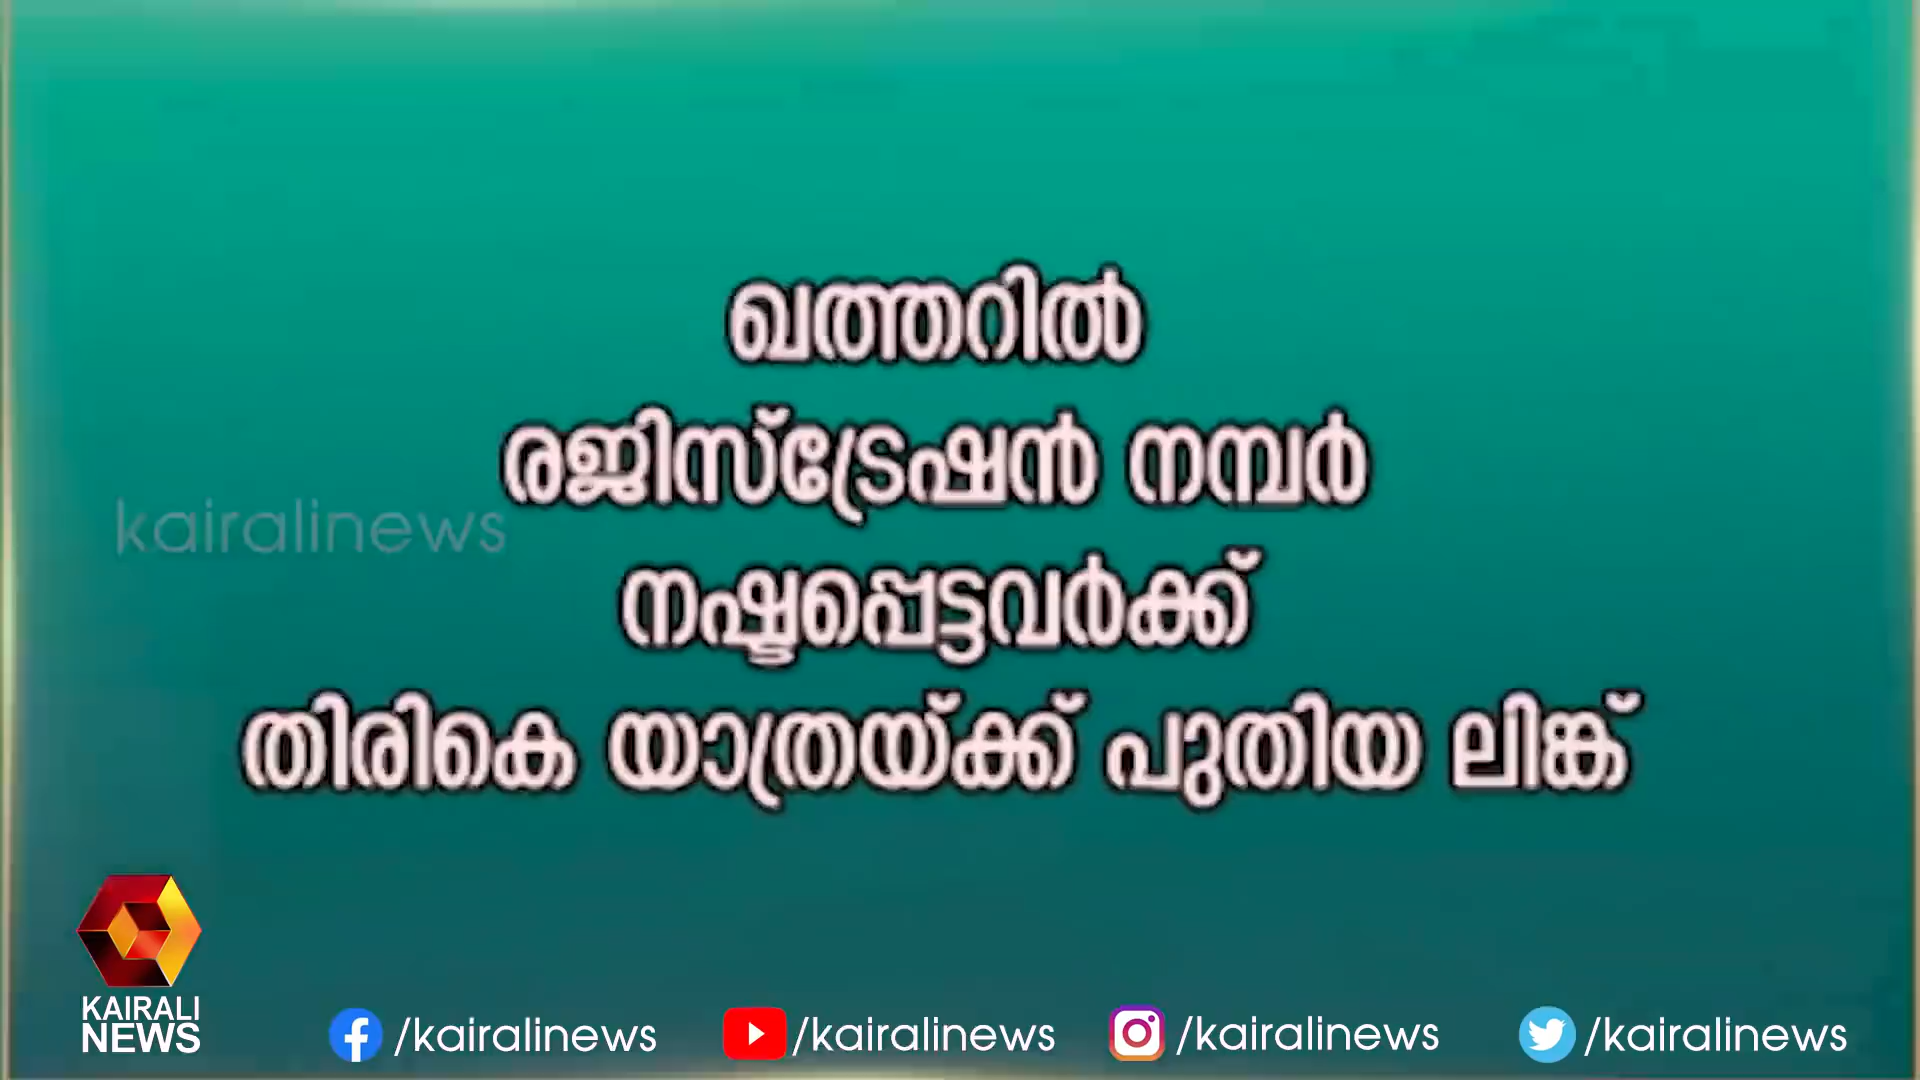 ഖത്തറിൽ
രജിസ്ട്രേഷൻ നമ്പർ
kairalinews
നഷ്ടപ്പെട്ടവർക്ക്
തിരികെ യാത്രയ്ക്ക് പുതിയ ലിങ്ക്
KAIRALI
NEWS
/kairalinews /kairalinews /kairalinews /kairalinews